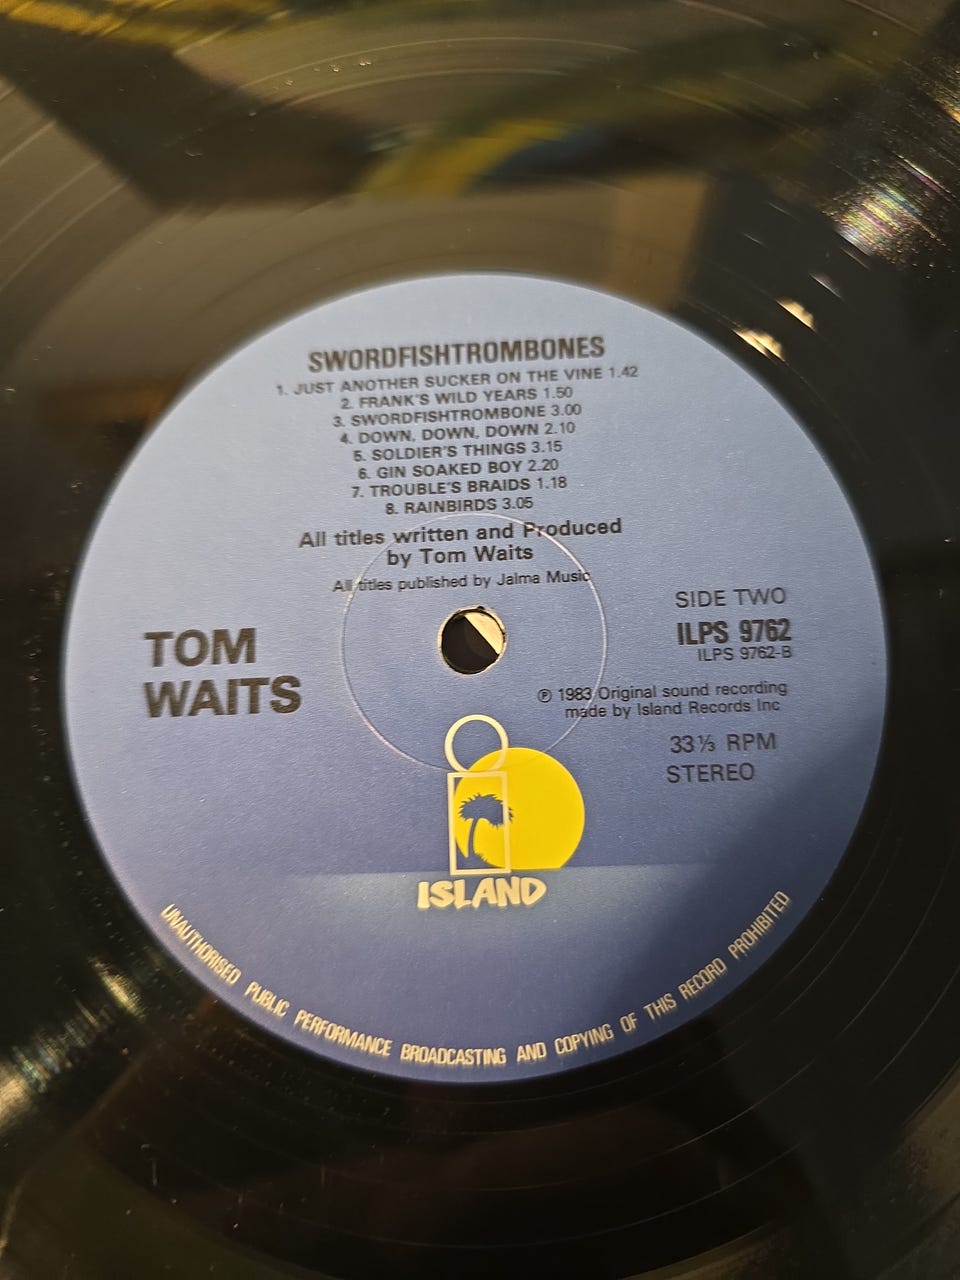 SWORDFISHTROMBONES
1. JUST ANOTHER SUCKER ON THE VINE 1.42
2. FRANK'S WILD YEARS 1.50
3. SWORDFISHTROMBONE 3.00
4. DOWN, DOWN, DOWN 2.10
5. SOLDIER'S THINGS 3.15
6. GIN SOAKED BOY 2.20
7. TROUBLE'S BRAIDS 1.18
8. RAINBIRDS 3.05
All titles written and Produced
by Tom Waits
All titles published by Jalma Music
TOM
WAITS
SIDE TWO
ILPS 9762
ILPS 9762-B
℗ 1983 Original sound recording
made by Island Records Inc
33⅓ RPM
STEREO
ISLAND
UNAUTHORISED PUBLIC PERFORMANCE BROADCASTING AND COPYING OF THIS RECORD PROHIBITED